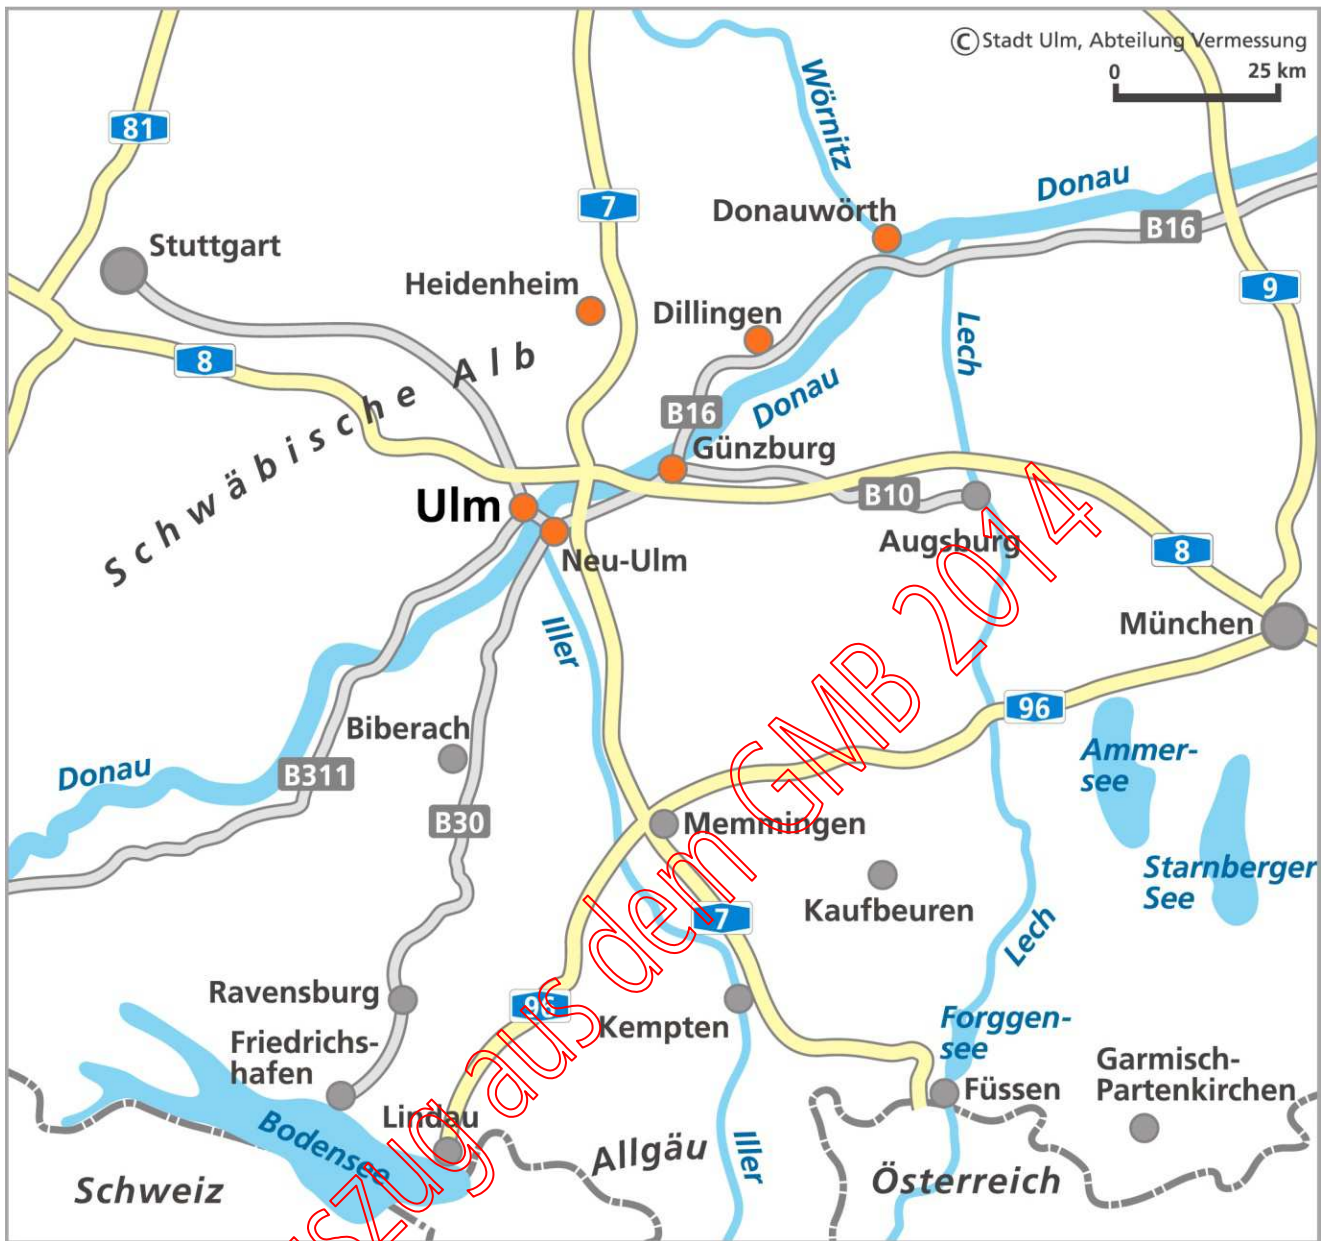 © Stadt Ulm, Abteilung Vermessung
0 25 km
81
Wörnitz
Donau
7
Donauwörth
B16
Stuttgart
Heidenheim
9
Dillingen
Lech
8
Schwäbische Alb
Donau
B16
Günzburg
Ulm
B10
Augsburg
8
Neu-Ulm
München
Iller
96
Biberach
Ammer-
see
Donau
B311
B30
Memmingen
Starnberger
See
Kaufbeuren
7
Lech
Ravensburg
96
Kempten
Forggen-
see
Friedrichs-
hafen
Garmisch-
Partenkirchen
Füssen
Lindau
Bodensee
Allgäu
Iller
Schweiz
Österreich
uszug aus dem GMB 2014